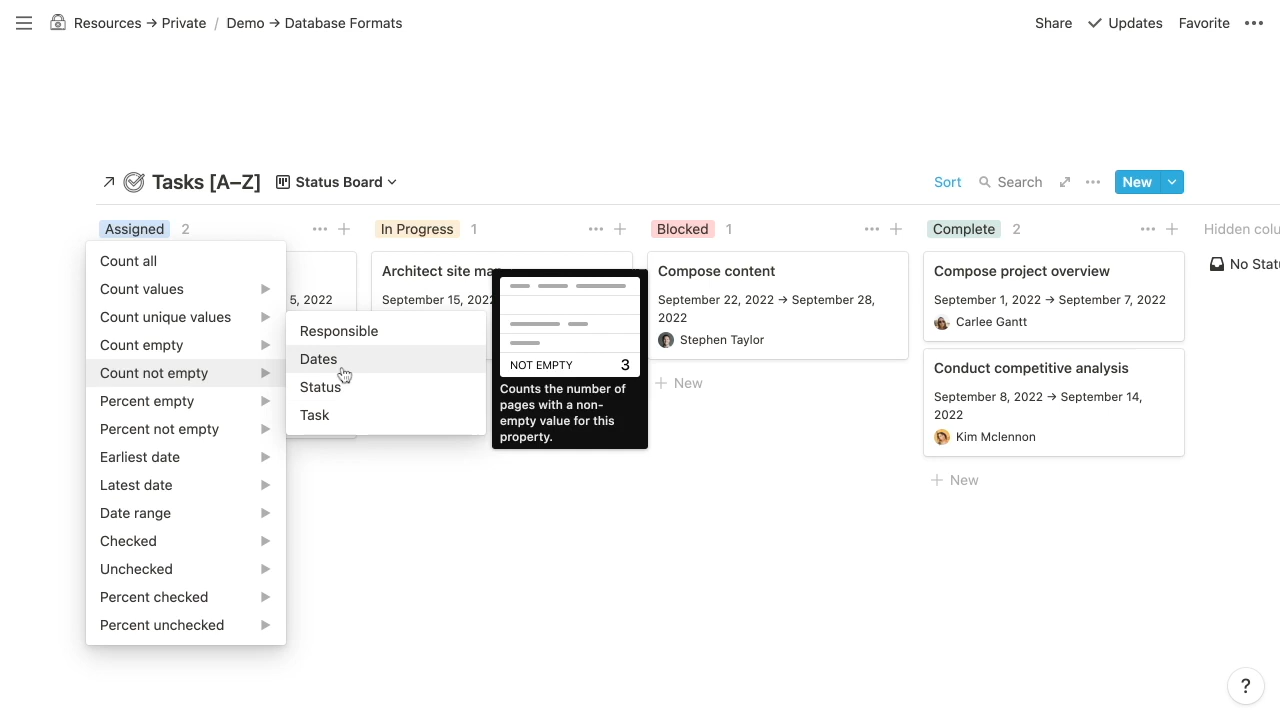 Resources → Private / Demo → Database Formats
Share Updates Favorite
Tasks [A–Z] Status Board
Sort Search New
Assigned 2
In Progress 1
Blocked 1
Complete 2
Hidden colu
Count all
Count values
Count unique values
Count empty
Count not empty
Percent empty
Percent not empty
Earliest date
Latest date
Date range
Checked
Unchecked
Percent checked
Percent unchecked
5, 2022
Responsible
Dates
Status
Task
Architect site map
September 15, 2022
NOT EMPTY 3
Counts the number of
pages with a non-
empty value for this
property.
Compose content
September 22, 2022 → September 28,
2022
Stephen Taylor
New
Compose project overview
September 1, 2022 → September 7, 2022
Carlee Gantt
Conduct competitive analysis
September 8, 2022 → September 14,
2022
Kim Mclennon
New
No Statu
?